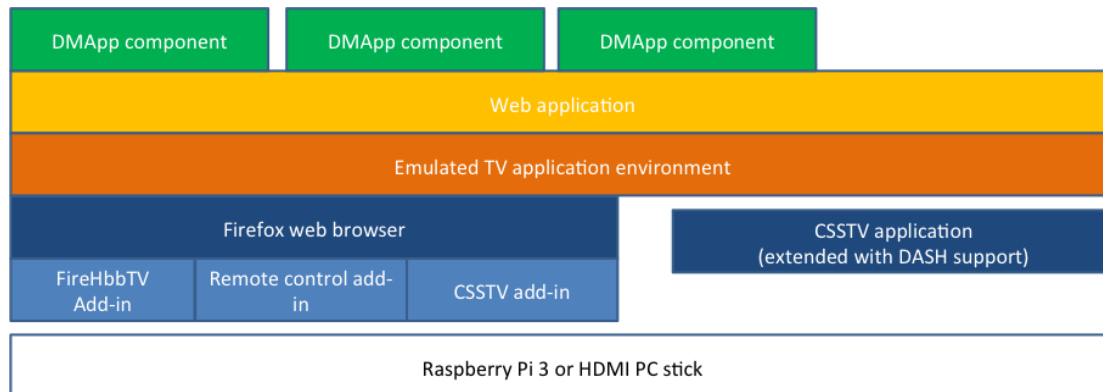 DMApp component
DMApp component
DMApp component
Web application
Emulated TV application environment
Firefox web browser
CSSTV application
(extended with DASH support)
FireHbbTV
Add-in
Remote control add-
in
CSSTV add-in
Raspberry Pi 3 or HDMI PC stick